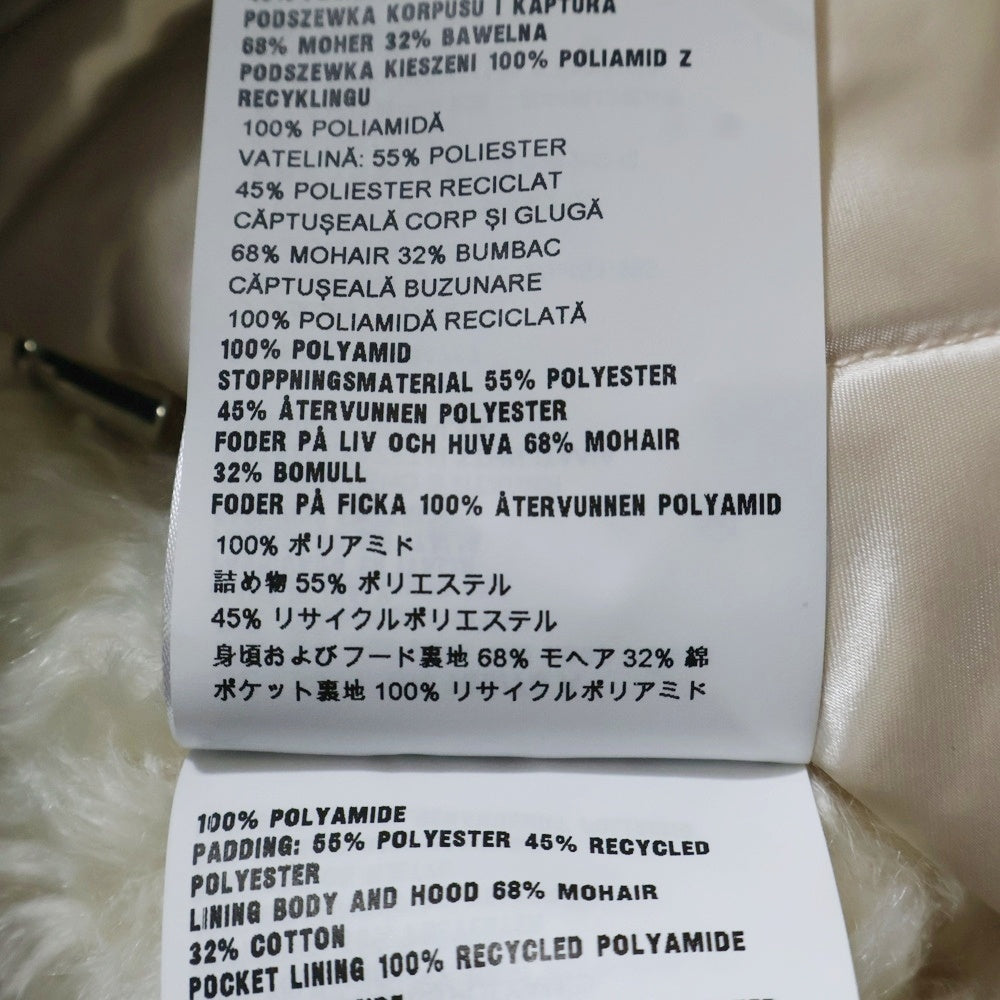 PODSZEWKA KORPUSU I KAPTURA
68% MOHER 32% BAWEŁNA
PODSZEWKA KIESZENI 100% POLIAMID Z
RECYKLINGU
100% POLIAMIDĂ
VATELINĂ: 55% POLIESTER
45% POLIESTER RECICLAT
CĂPTUȘEALĂ CORP ȘI GLUGĂ
68% MOHAIR 32% BUMBAC
CĂPTUȘEALĂ BUZUNARE
100% POLIAMIDĂ RECICLATĂ
100% POLYAMID
STOPPNINGSMATERIAL 55% POLYESTER
45% ÅTERVUNNEN POLYESTER
FODER PÅ LIV OCH HUVA 68% MOHAIR
32% BOMULL
FODER PÅ FICKA 100% ÅTERVUNNEN POLYAMID
100% ポリアミド
詰め物 55% ポリエステル
45% リサイクルポリエステル
身頃およびフード裏地 68% モヘア 32% 綿
ポケット裏地 100% リサイクルポリアミド
100% POLYAMIDE
PADDING: 55% POLYESTER 45% RECYCLED
POLYESTER
LINING BODY AND HOOD 68% MOHAIR
32% COTTON
POCKET LINING 100% RECYCLED POLYAMIDE